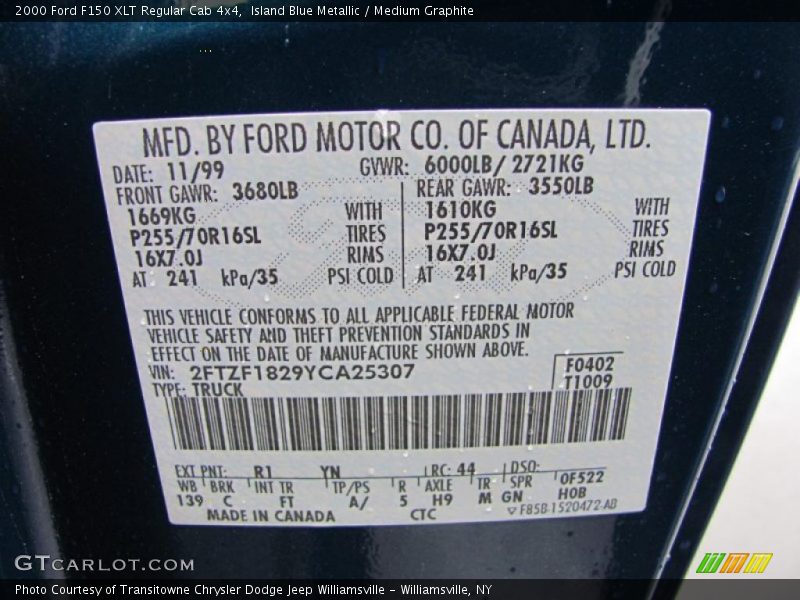 2000 Ford F150 XLT Regular Cab 4x4,  Island Blue Metallic / Medium Graphite
MFD. BY FORD MOTOR CO. OF CANADA, LTD.
DATE: 11/99 GVWR: 6000LB/ 2721KG
FRONT GAWR: 3680LB REAR GAWR: 3550LB
1669KG WITH 1610KG WITH
P255/70R16SL TIRES P255/70R16SL TIRES
16X7.0J RIMS 16X7.0J RIMS
AT 241 kPa/35 PSI COLD AT 241 kPa/35 PSI COLD
THIS VEHICLE CONFORMS TO ALL APPLICABLE FEDERAL MOTOR
VEHICLE SAFETY AND THEFT PREVENTION STANDARDS IN
EFFECT ON THE DATE OF MANUFACTURE SHOWN ABOVE.
VIN: 2FTZF1829YCA25307 F0402
TYPE: TRUCK T1009
EXT PNT: R1 YN RC: 44 DSO:
WB BRK INT TR TP/PS R AXLE TR SPR 0F522
139 C FT A/ 5 H9 M GN HOB
MADE IN CANADA CTC ▽ F85B-1520472-AB
GTCARLOT.COM
Photo Courtesy of Transitowne Chrysler Dodge Jeep Williamsville – Williamsville, NY